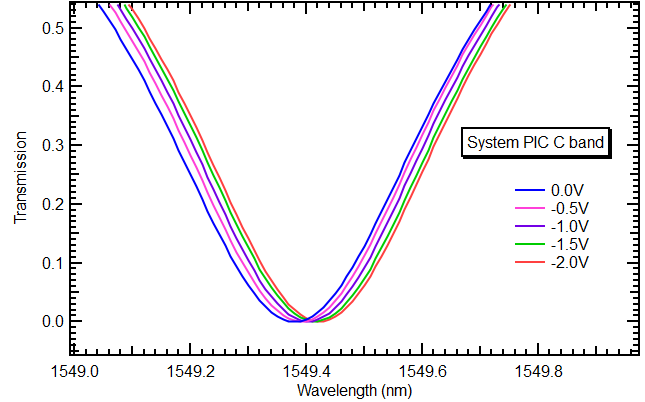 0.5
0.4
0.3
0.2
0.1
0.0
Transmission
System PIC C band
0.0V
-0.5V
-1.0V
-1.5V
-2.0V
1549.0 1549.2 1549.4 1549.6 1549.8
Wavelength (nm)